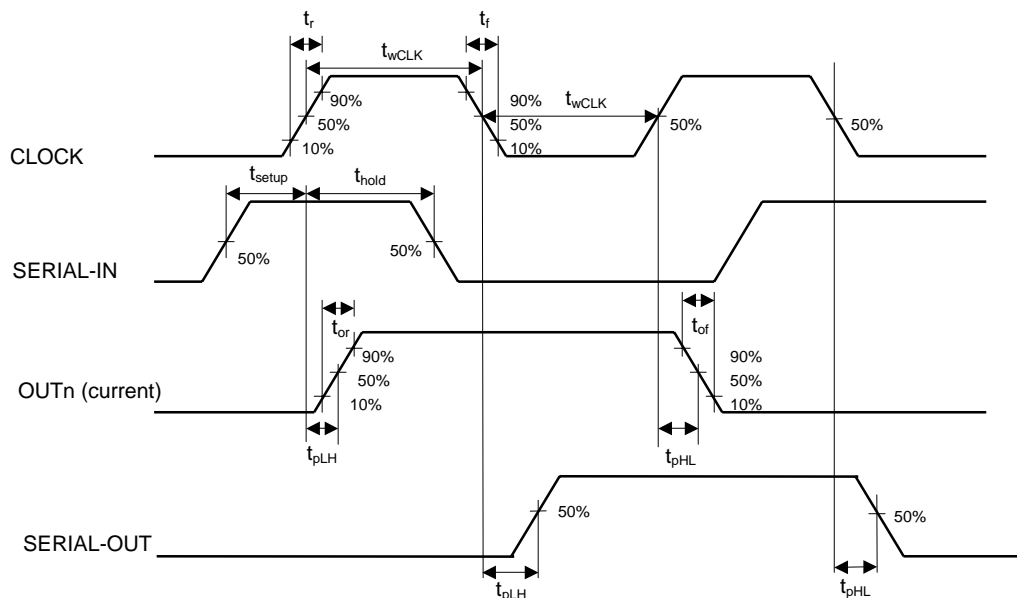 tr
tf
twCLK
90%
50%
10%
90%
50%
10%
twCLK
50%
50%
CLOCK
tsetup
thold
50%
50%
SERIAL-IN
tor
tof
90%
50%
10%
90%
50%
10%
OUTn (current)
tpLH
tpHL
50%
50%
SERIAL-OUT
tpLH
tpHL